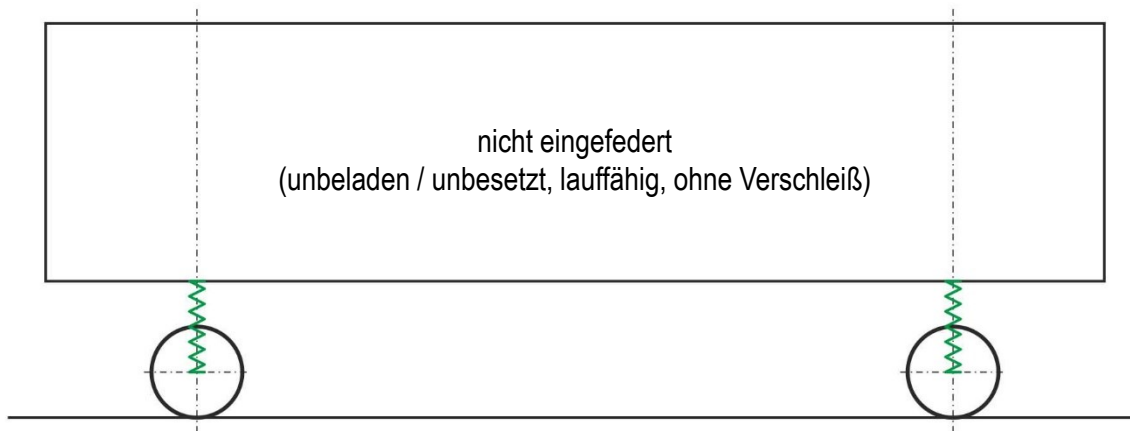 nicht eingefedert
(unbeladen / unbesetzt, lauffähig, ohne Verschleiß)